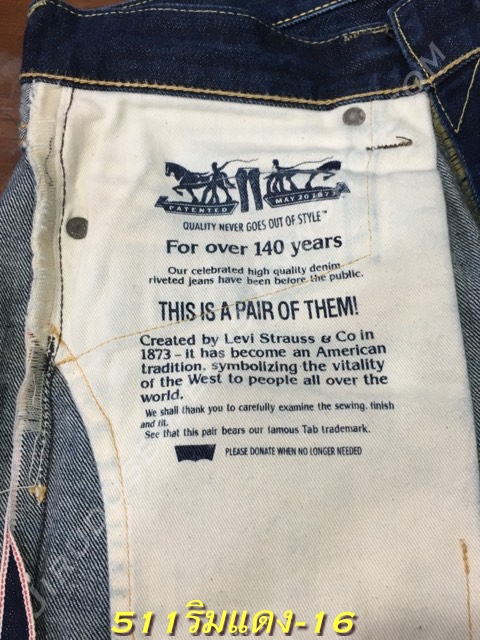 PATENTED MAY 20 1873
QUALITY NEVER GOES OUT OF STYLE™
For over 140 years
Our celebrated high quality denim
riveted jeans have been before the public.
THIS IS A PAIR OF THEM!
Created by Levi Strauss & Co in
1873 – it has become an American
tradition, symbolizing the vitality
of the West to people all over the
world.
We shall thank you to carefully examine the sewing, finish
and fit.
See that this pair bears our famous Tab trademark.
PLEASE DONATE WHEN NO LONGER NEEDED
511ริมแดง-16